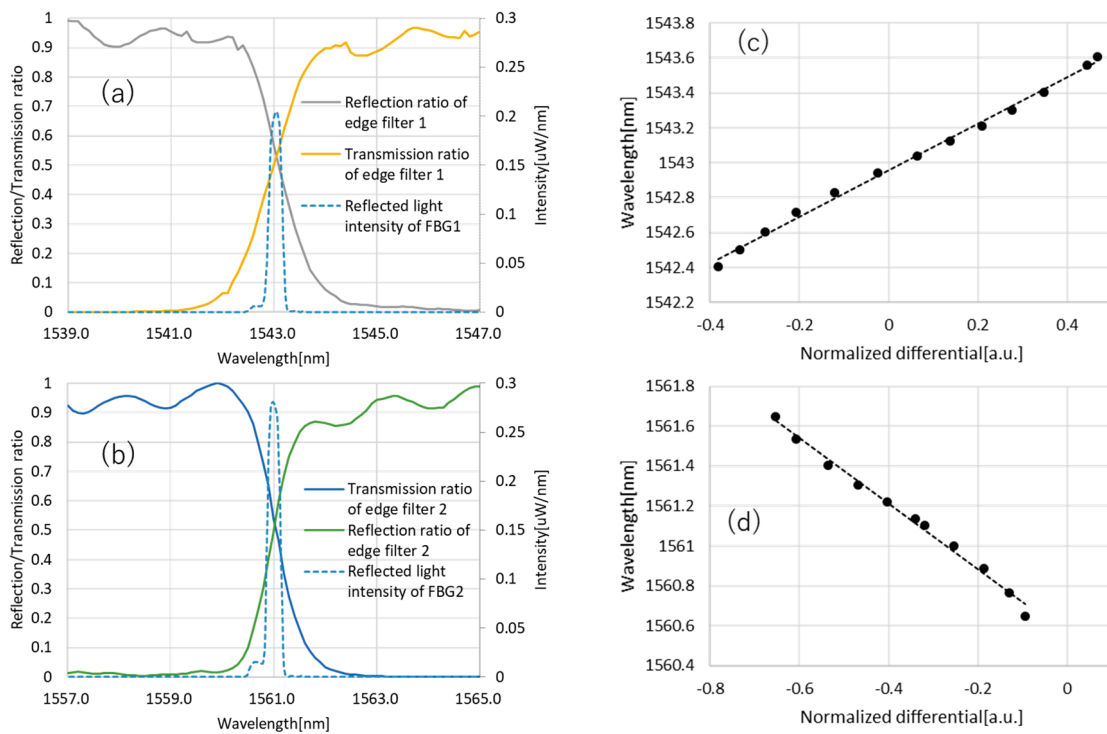 (a)
Reflection/Transmission ratio
1
0.9
0.8
0.7
0.6
0.5
0.4
0.3
0.2
0.1
0
0.3
0.25
0.2
0.15
0.1
0.05
0
Intensity[uW/nm]
Reflection ratio of
edge filter 1
Transmission ratio
of edge filter 1
Reflected light
intensity of FBG1
1539.0 1541.0 1543.0 1545.0 1547.0
Wavelength[nm]
(b)
Reflection/Transmission ratio
1
0.9
0.8
0.7
0.6
0.5
0.4
0.3
0.2
0.1
0
0.3
0.25
0.2
0.15
0.1
0.05
0
Intensity[uW/nm]
Transmission ratio
of edge filter 2
Reflection ratio of
edge filter 2
Reflected light
intensity of FBG2
1557.0 1559.0 1561.0 1563.0 1565.0
Wavelength[nm]
(c)
Wavelength[nm]
1543.8
1543.6
1543.4
1543.2
1543
1542.8
1542.6
1542.4
1542.2
-0.4 -0.2 0 0.2 0.4
Normalized differential[a.u.]
(d)
Wavelength[nm]
1561.8
1561.6
1561.4
1561.2
1561
1560.8
1560.6
1560.4
-0.8 -0.6 -0.4 -0.2 0
Normalized differential[a.u.]